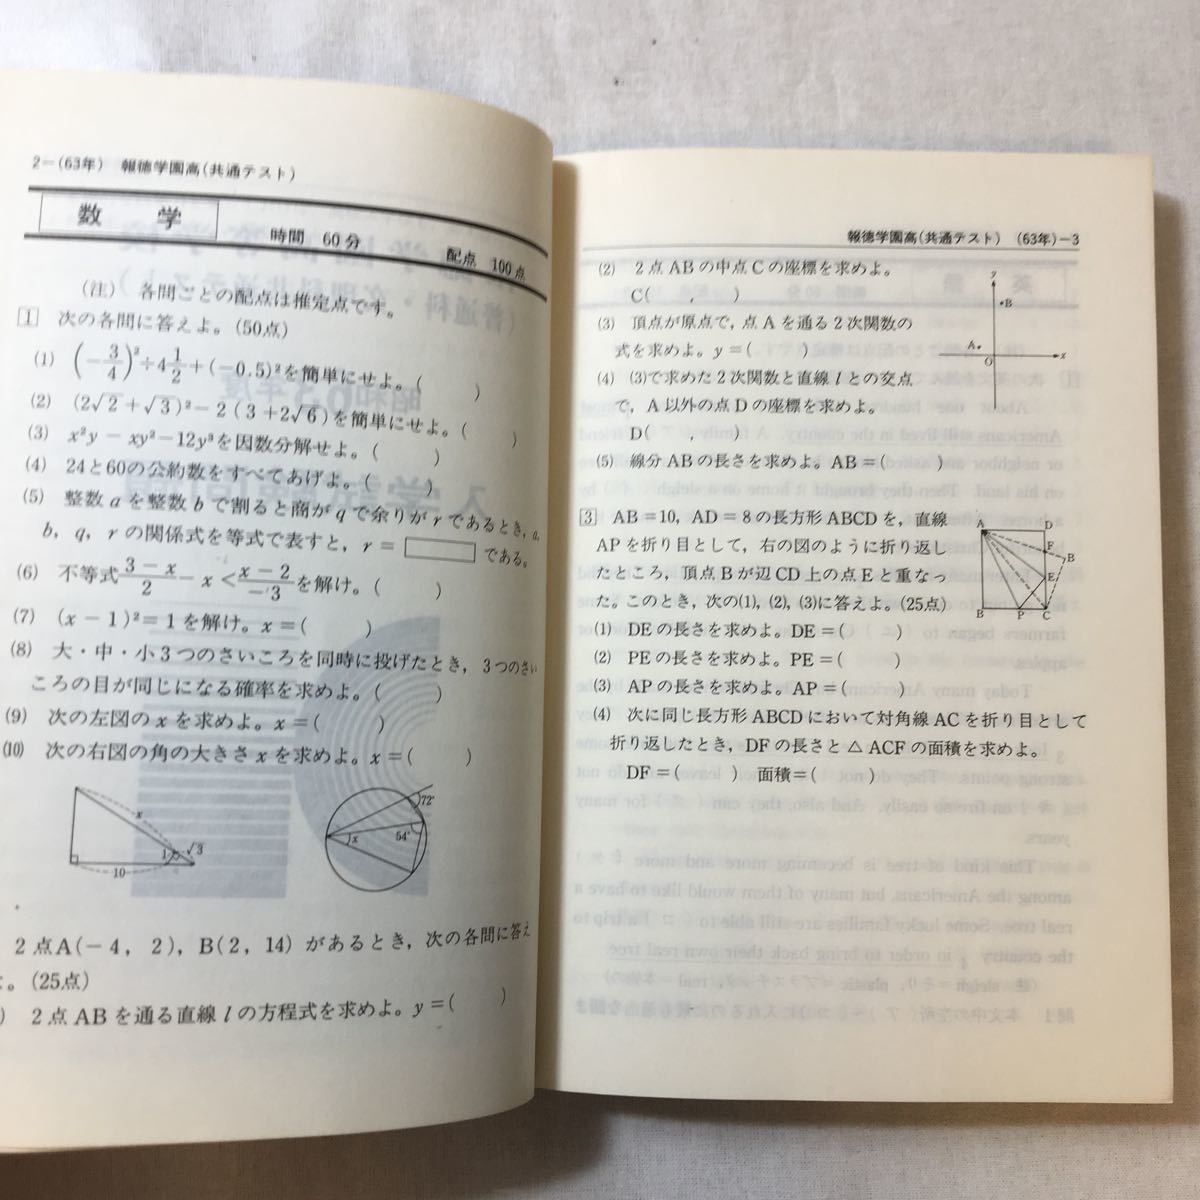 2－(63年) 報徳学園高(共通テスト)
数 学 時間 60分 配点 100点
(注) 各問ごとの配点は推定点です。
1 次の各問に答えよ。(50点)
(1) (－3/4)²÷4 1/2＋(－0.5)²を簡単にせよ。( )
(2) (2√2＋√3)²－2(3＋2√6)を簡単にせよ。( )
(3) x²y－xy²－12y³を因数分解せよ。( )
(4) 24と60の公約数をすべてあげよ。( )
(5) 整数 a を整数 b で割ると商が q で余りが r であるとき, a,
b, q, r の関係式を等式で表すと, r＝ である。
(6) 不等式 3－x/2－x＜x－2/－3 を解け。( )
(7) (x－1)²＝1を解け。x＝( )
(8) 大・中・小3つのさいころを同時に投げたとき, 3つのさい
ころの目が同じになる確率を求めよ。( )
(9) 次の左図の x を求めよ。x＝( )
(10) 次の右図の角の大きさ x を求めよ。x＝( )
x
1
√3
10
72°
54°
x
2点A(－4, 2), B(2, 14) があるとき, 次の各問に答え
よ。(25点)
) 2点ABを通る直線 l の方程式を求めよ。y＝( )
報徳学園高(共通テスト) (63年)－3
(2) 2点ABの中点Cの座標を求めよ。
C( , )
(3) 頂点が原点で, 点Aを通る2次関数の
式を求めよ。y＝( )
(4) (3)で求めた2次関数と直線 l との交点
で, A以外の点Dの座標を求めよ。
D( , )
(5) 線分ABの長さを求めよ。AB＝( )
y
B
A
O
x
3 AB＝10, AD＝8の長方形ABCDを, 直線
APを折り目として, 右の図のように折り返し
たところ, 頂点Bが辺CD上の点Eと重なっ
た。このとき, 次の(1), (2), (3)に答えよ。(25点)
A
D
F
B
E
B
P
C
(1) DEの長さを求めよ。DE＝( )
(2) PEの長さを求めよ。PE＝( )
(3) APの長さを求めよ。AP＝( )
(4) 次に同じ長方形ABCDにおいて対角線ACを折り目として
折り返したとき, DFの長さと△ACFの面積を求めよ。
DF＝( ) 面積＝( )